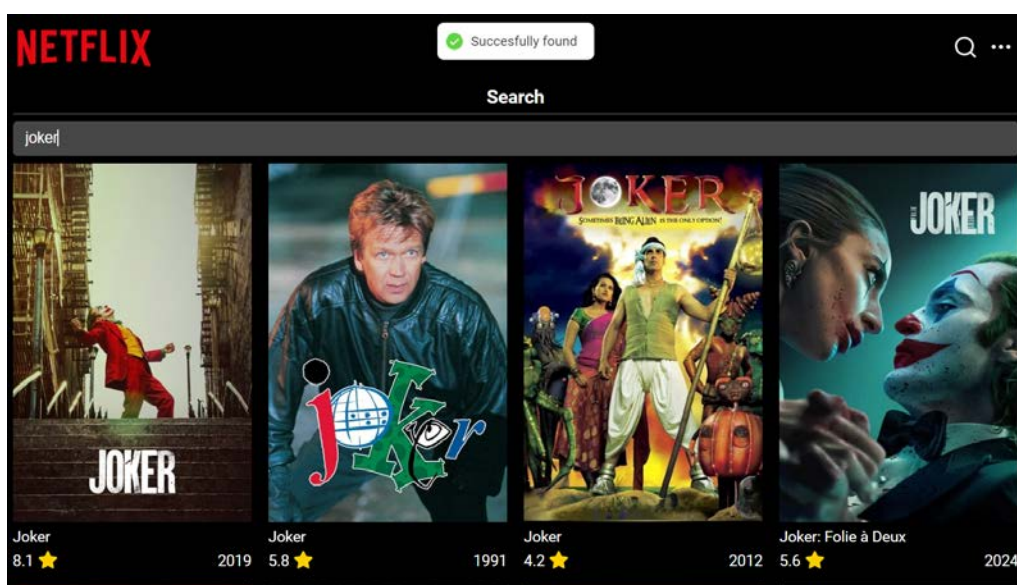 NETFLIX
Succesfully found
Search
joker
JOKER
joker
JOKER
SOMETIMES BEING ALIEN IS THE ONLY OPTION!
JOKER
Joker
8.1
2019
Joker
5.8
1991
Joker
4.2
2012
Joker: Folie à Deux
5.6
2024